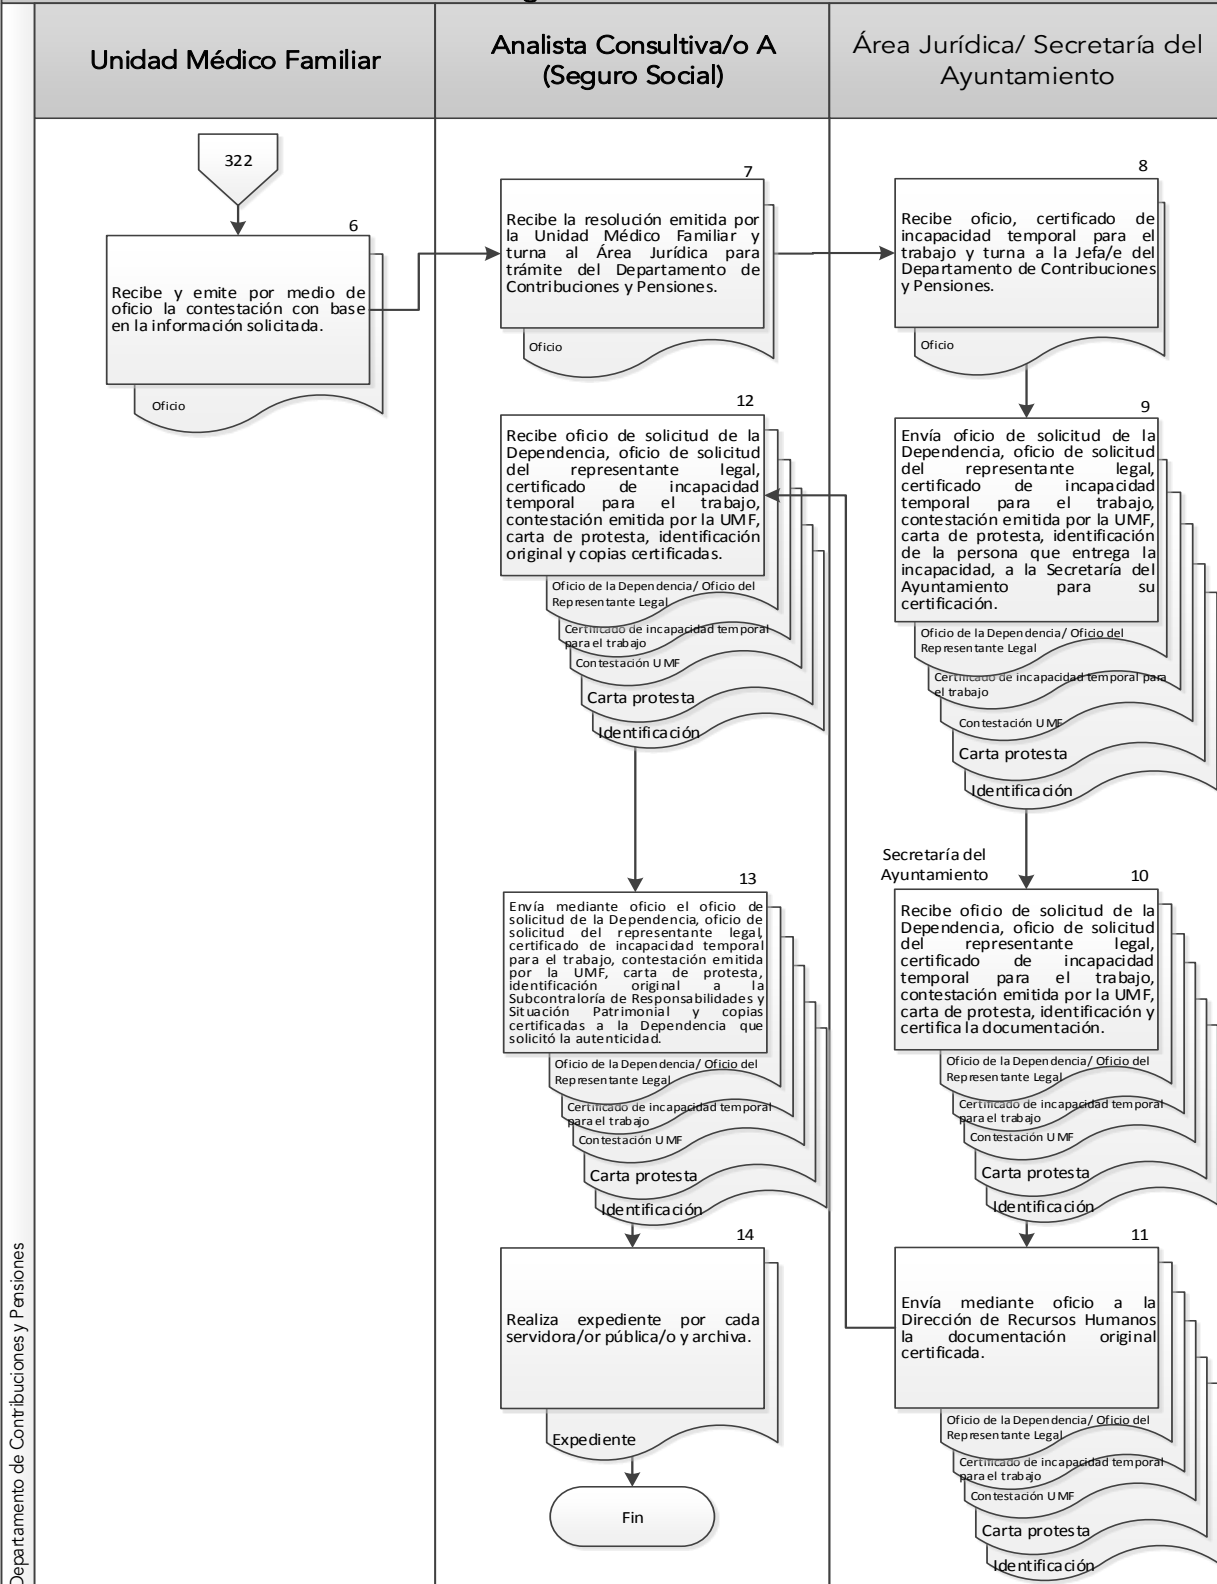 Unidad Médico Familiar
Analista Consultiva/o A
(Seguro Social)
Área Jurídica/ Secretaría del
Ayuntamiento
322
6
Recibe y emite por medio de
oficio la contestación con base
en la información solicitada.
Oficio
7
Recibe la resolución emitida por
la Unidad Médico Familiar y
turna al Área Jurídica para
trámite del Departamento de
Contribuciones y Pensiones.
Oficio
8
Recibe oficio, certificado de
incapacidad temporal para el
trabajo y turna a la Jefa/e del
Departamento de Contribuciones
y Pensiones.
Oficio
9
Envía oficio de solicitud de la
Dependencia, oficio de solicitud
del representante legal,
certificado de incapacidad
temporal para el trabajo,
contestación emitida por la UMF,
carta de protesta, identificación
de la persona que entrega la
incapacidad, a la Secretaría del
Ayuntamiento para su
certificación.
Oficio de la Dependencia/ Oficio del
Representante Legal
Certificado de incapacidad temporal para
el trabajo
Contestación UMF
Carta protesta
Identificación
Secretaría del
Ayuntamiento
10
Recibe oficio de solicitud de la
Dependencia, oficio de solicitud
del representante legal,
certificado de incapacidad
temporal para el trabajo,
contestación emitida por la UMF,
carta de protesta, identificación y
certifica la documentación.
Oficio de la Dependencia/ Oficio del
Representante Legal
Certificado de incapacidad temporal
para el trabajo
Contestación UMF
Carta protesta
Identificación
11
Envía mediante oficio a la
Dirección de Recursos Humanos
la documentación original
certificada.
Oficio de la Dependencia/ Oficio del
Representante Legal
Certificado de incapacidad temporal
para el trabajo
Contestación UMF
Carta protesta
Identificación
12
Recibe oficio de solicitud de la
Dependencia, oficio de solicitud
del representante legal,
certificado de incapacidad
temporal para el trabajo,
contestación emitida por la UMF,
carta de protesta, identificación
original y copias certificadas.
Oficio de la Dependencia/ Oficio del
Representante Legal
Certificado de incapacidad temporal
para el trabajo
Contestación UMF
Carta protesta
Identificación
13
Envía mediante oficio el oficio de
solicitud de la Dependencia, oficio de
solicitud del representante legal,
certificado de incapacidad temporal
para el trabajo, contestación emitida
por la UMF, carta de protesta,
identificación original a la
Subcontraloría de Responsabilidades y
Situación Patrimonial y copias
certificadas a la Dependencia que
solicitó la autenticidad.
Oficio de la Dependencia/ Oficio del
Representante Legal
Certificado de incapacidad temporal
para el trabajo
Contestación UMF
Carta protesta
Identificación
14
Realiza expediente por cada
servidora/or pública/o y archiva.
Expediente
Fin
Departamento de Contribuciones y Pensiones